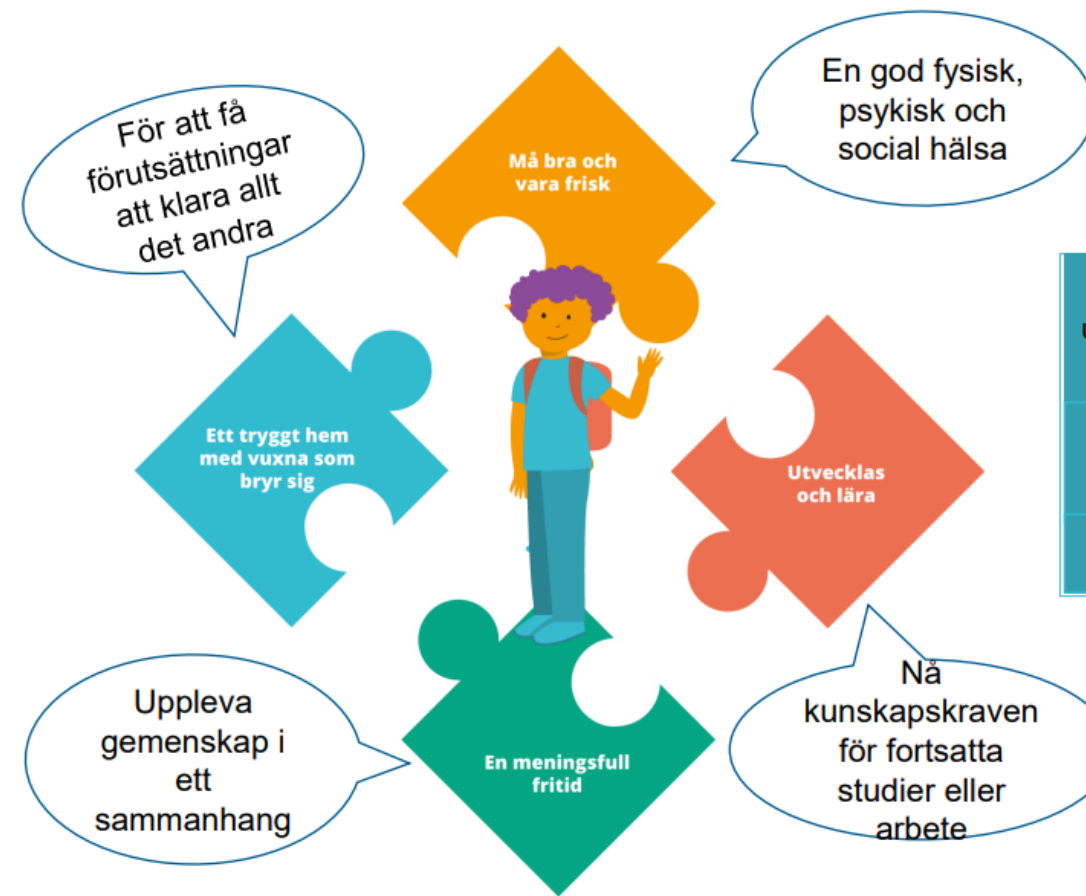 En god fysisk,
psykisk och
social hälsa
För att få
förutsättningar
att klara allt
det andra
Må bra och
vara frisk
Ett tryggt hem
med vuxna som
bryr sig
Utvecklas
och lära
Uppleva
gemenskap i
ett
sammanhang
En meningsfull
fritid
Nå
kunskapskraven
för fortsatta
studier eller
arbete